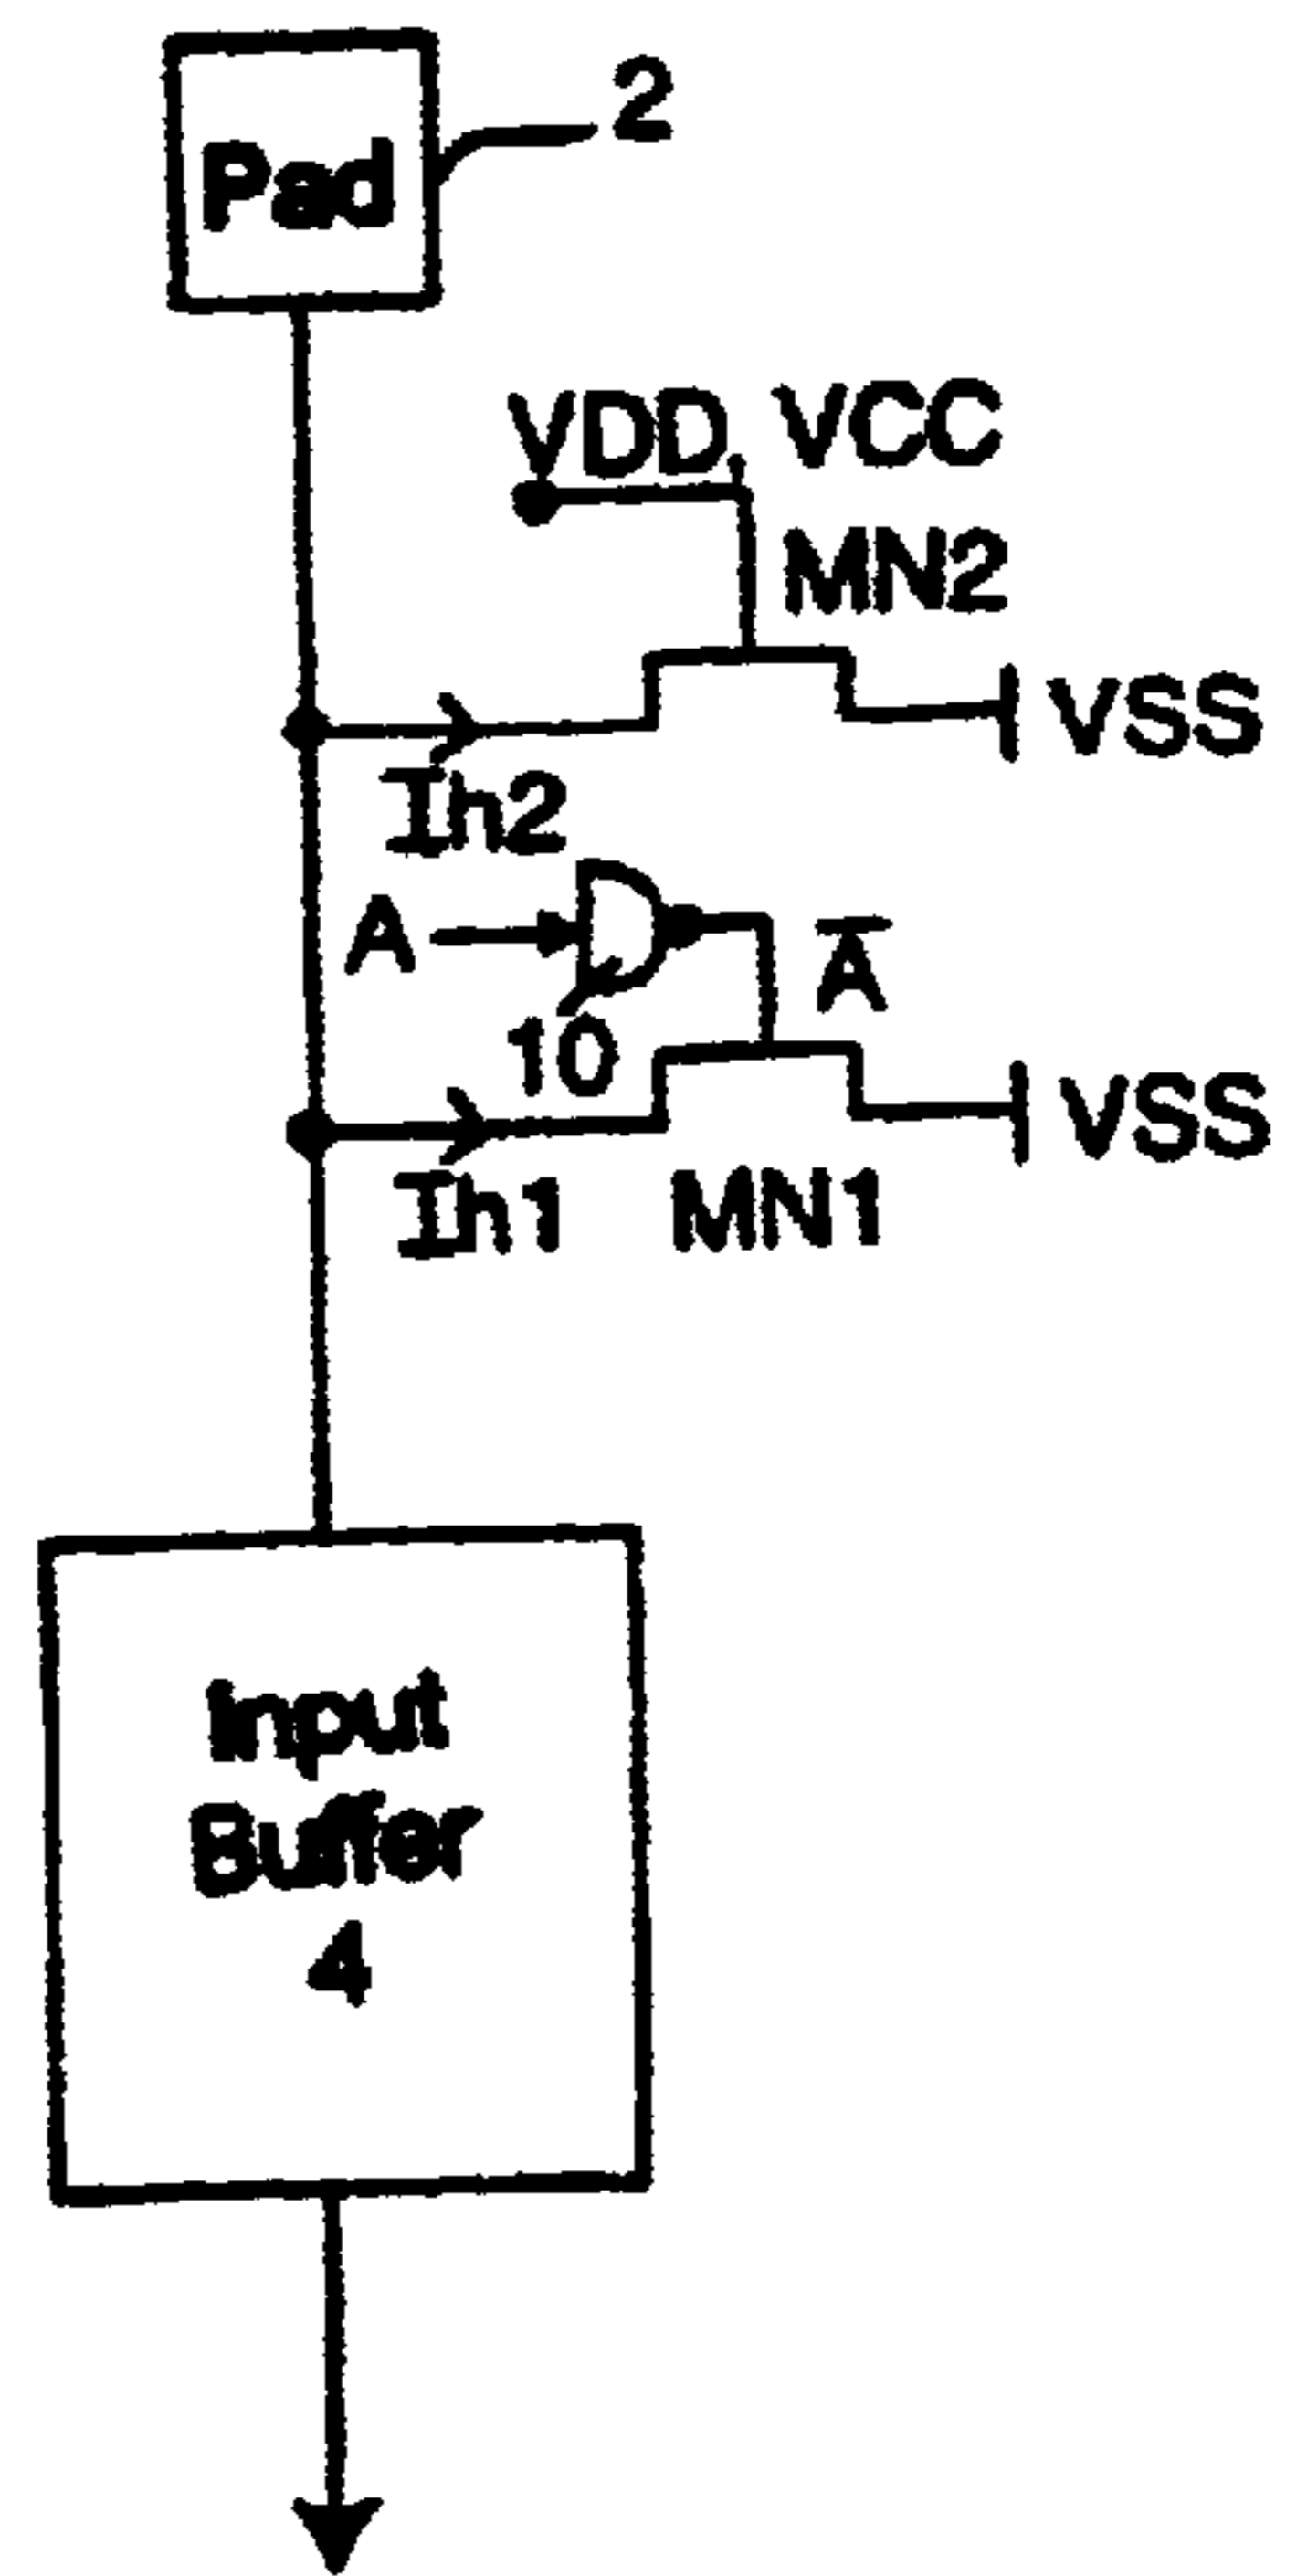 Pad
2
VDD, VCC
MN2
VSS
Ih2
A
A̅
10
VSS
Ih1 MN1
Input
Buffer
4